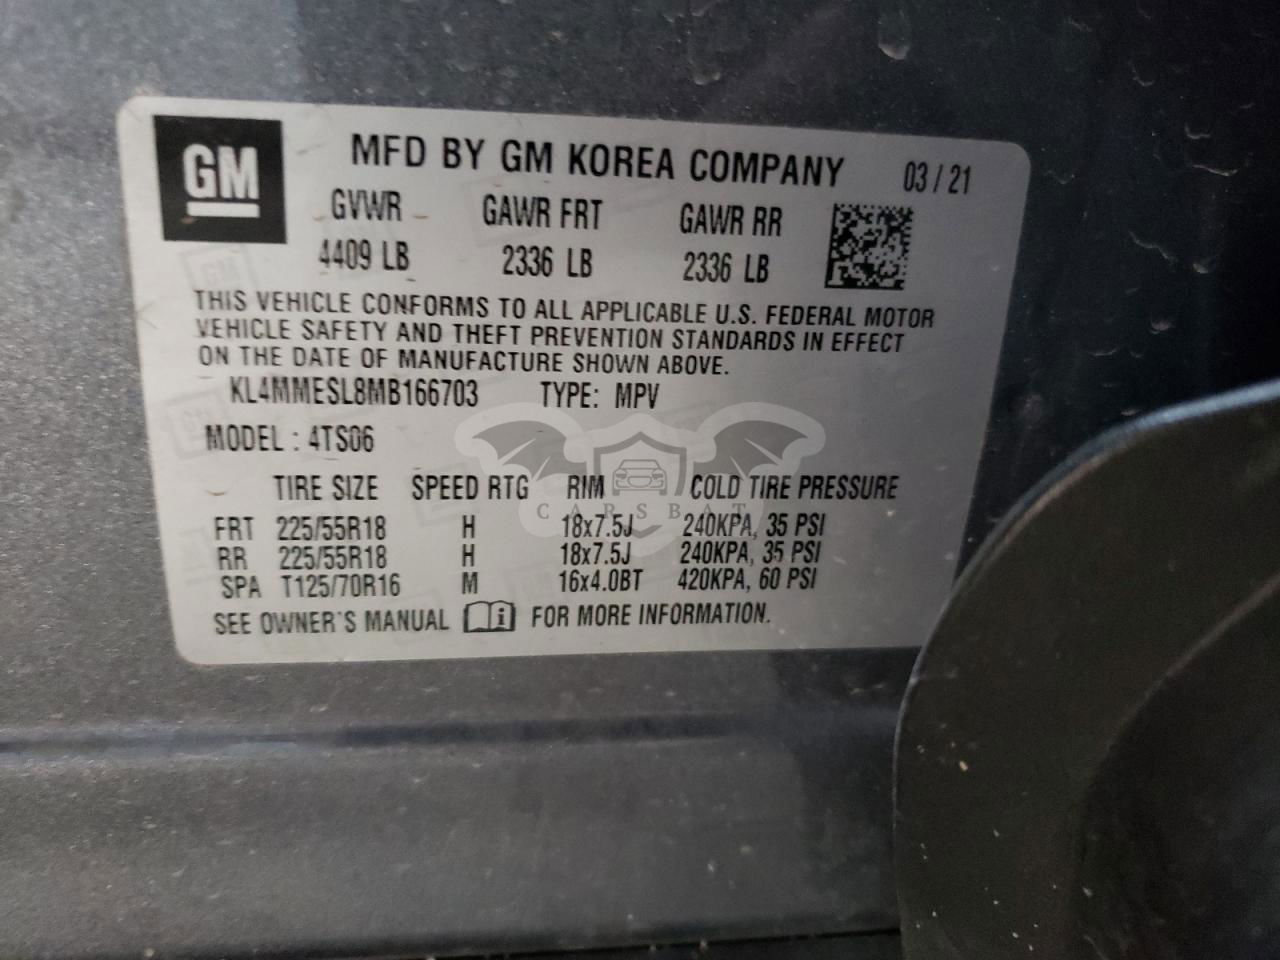 GM
MFD BY GM KOREA COMPANY 03 / 21
GVWR GAWR FRT GAWR RR
4409 LB 2336 LB 2336 LB
THIS VEHICLE CONFORMS TO ALL APPLICABLE U.S. FEDERAL MOTOR
VEHICLE SAFETY AND THEFT PREVENTION STANDARDS IN EFFECT
ON THE DATE OF MANUFACTURE SHOWN ABOVE.
KL4MMESL8MB166703 TYPE: MPV
MODEL : 4TS06
TIRE SIZE SPEED RTG RIM COLD TIRE PRESSURE
CARSBAT
FRT 225/55R18 H 18x7.5J 240KPA, 35 PSI
RR 225/55R18 H 18x7.5J 240KPA, 35 PSI
SPA T125/70R16 M 16x4.0BT 420KPA, 60 PSI
SEE OWNER'S MANUAL i FOR MORE INFORMATION.